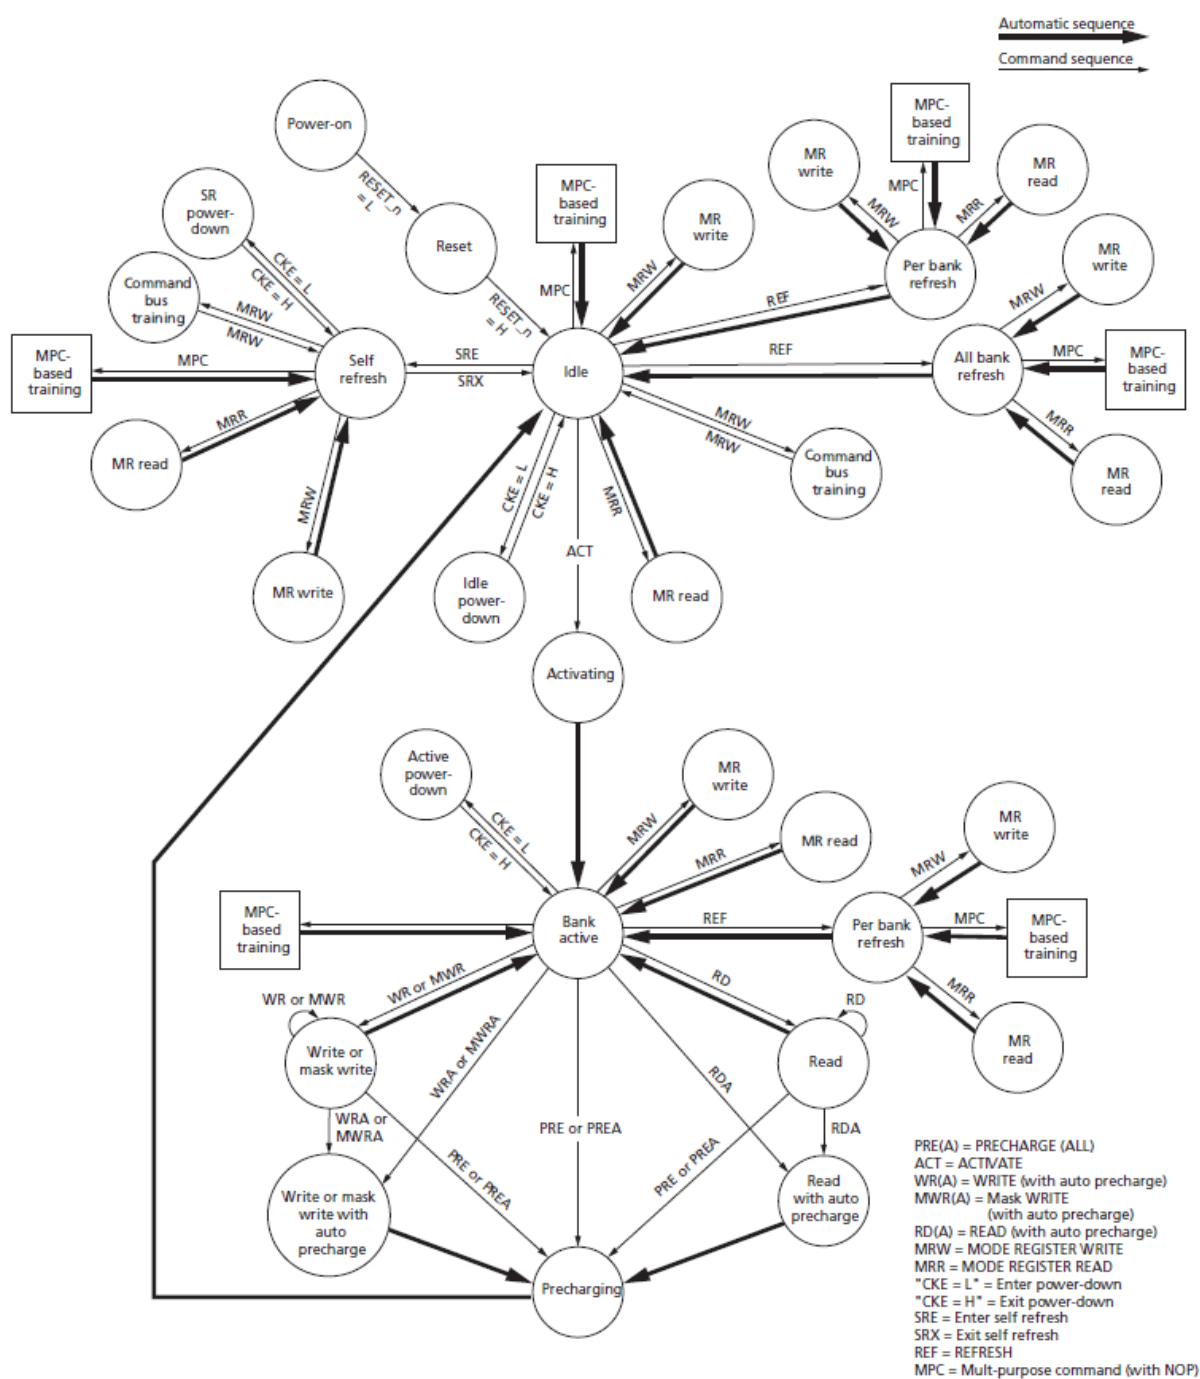 Automatic sequence
Command sequence
Power-on
RESET_n
= L
Reset
RESET_n
= H
SR
power-
down
CKE = L
CKE = H
Command
bus
training
MRW
MRW
MPC-
based
training
MPC
Self
refresh
SRE
SRX
MRR
MR read
MRW
MR write
MPC-
based
training
MPC
MR
write
MRW
Idle
REF
REF
MR
write
MRW
MPC-
based
training
MPC
MR
read
MRR
Per bank
refresh
MR
write
MRW
All bank
refresh
MPC
MPC-
based
training
MRR
MR
read
MRW
MRW
Command
bus
training
CKE = L
CKE = H
Idle
power-
down
ACT
MRR
MR read
Activating
Active
power-
down
CKE = L
CKE = H
MR
write
MRW
MRR
MR read
MR
write
MRW
MPC-
based
training
Bank
active
REF
Per bank
refresh
MPC
MPC-
based
training
MRR
MR
read
WR or MWR
WR or MWR
Write or
mask write
WRA or
MWRA
WRA or MWRA
PRE or PREA
PRE or PREA
RD
RD
Read
RDA
RDA
PRE or PREA
Write or mask
write with
auto
precharge
Read
with auto
precharge
Precharging
PRE(A) = PRECHARGE (ALL)
ACT = ACTIVATE
WR(A) = WRITE (with auto precharge)
MWR(A) = Mask WRITE
(with auto precharge)
RD(A) = READ (with auto precharge)
MRW = MODE REGISTER WRITE
MRR = MODE REGISTER READ
"CKE = L" = Enter power-down
"CKE = H" = Exit power-down
SRE = Enter self refresh
SRX = Exit self refresh
REF = REFRESH
MPC = Mult-purpose command (with NOP)